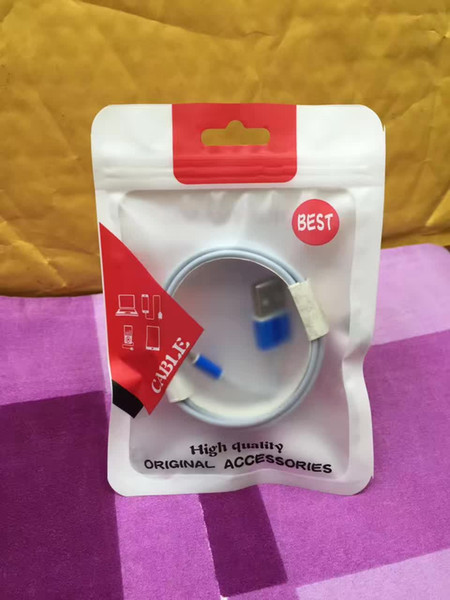 BEST
CABLE
High quality
ORIGINAL ACCESSORIES